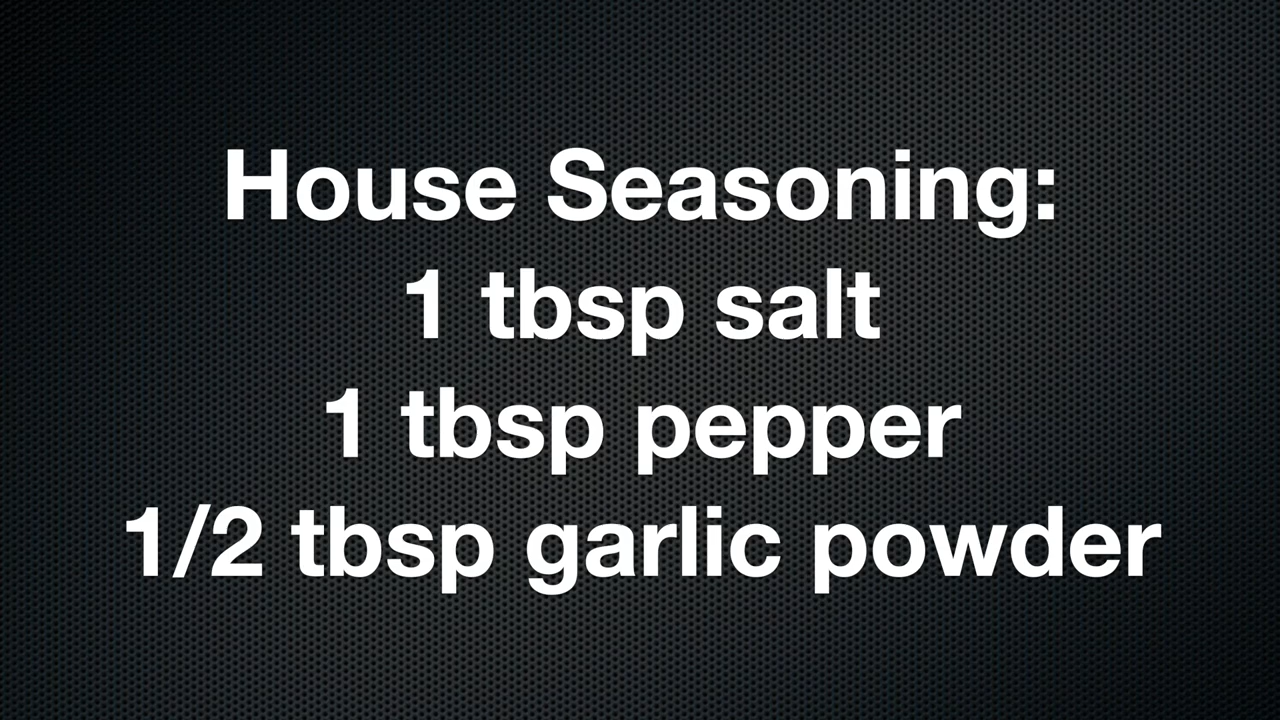 House Seasoning:
1 tbsp salt
1 tbsp pepper
1/2 tbsp garlic powder